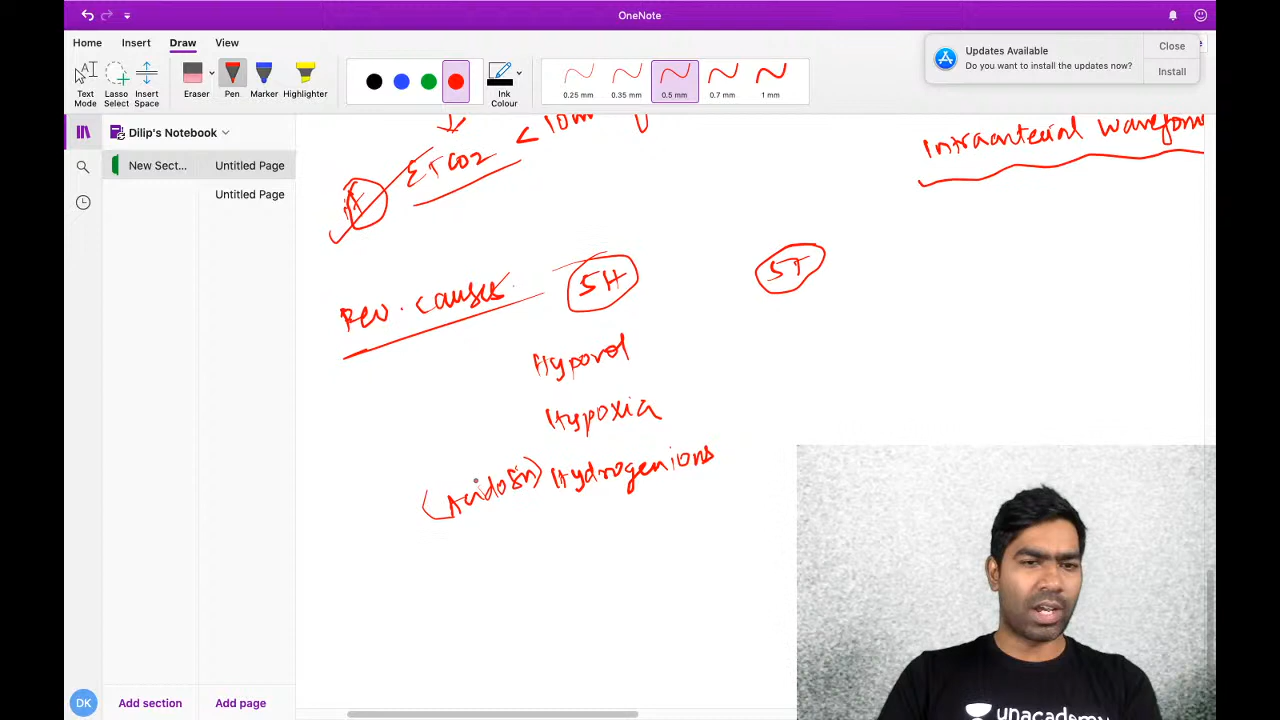 OneNote
Home Insert Draw View
Updates Available
Do you want to install the updates now?
Close
Install
Text Mode
Lasso Select
Insert Space
Eraser
Pen
Marker
Highlighter
Ink Colour
0.25 mm
0.35 mm
0.5 mm
0.7 mm
1 mm
Dilip's Notebook
New Sect...
Untitled Page
Untitled Page
Intraarterial Waveform
ETCO2
Rev. causes
5H
5T
Hypovol
Hypoxia
(Acidosis) Hydrogenions
DK
Add section
Add page
unacademy